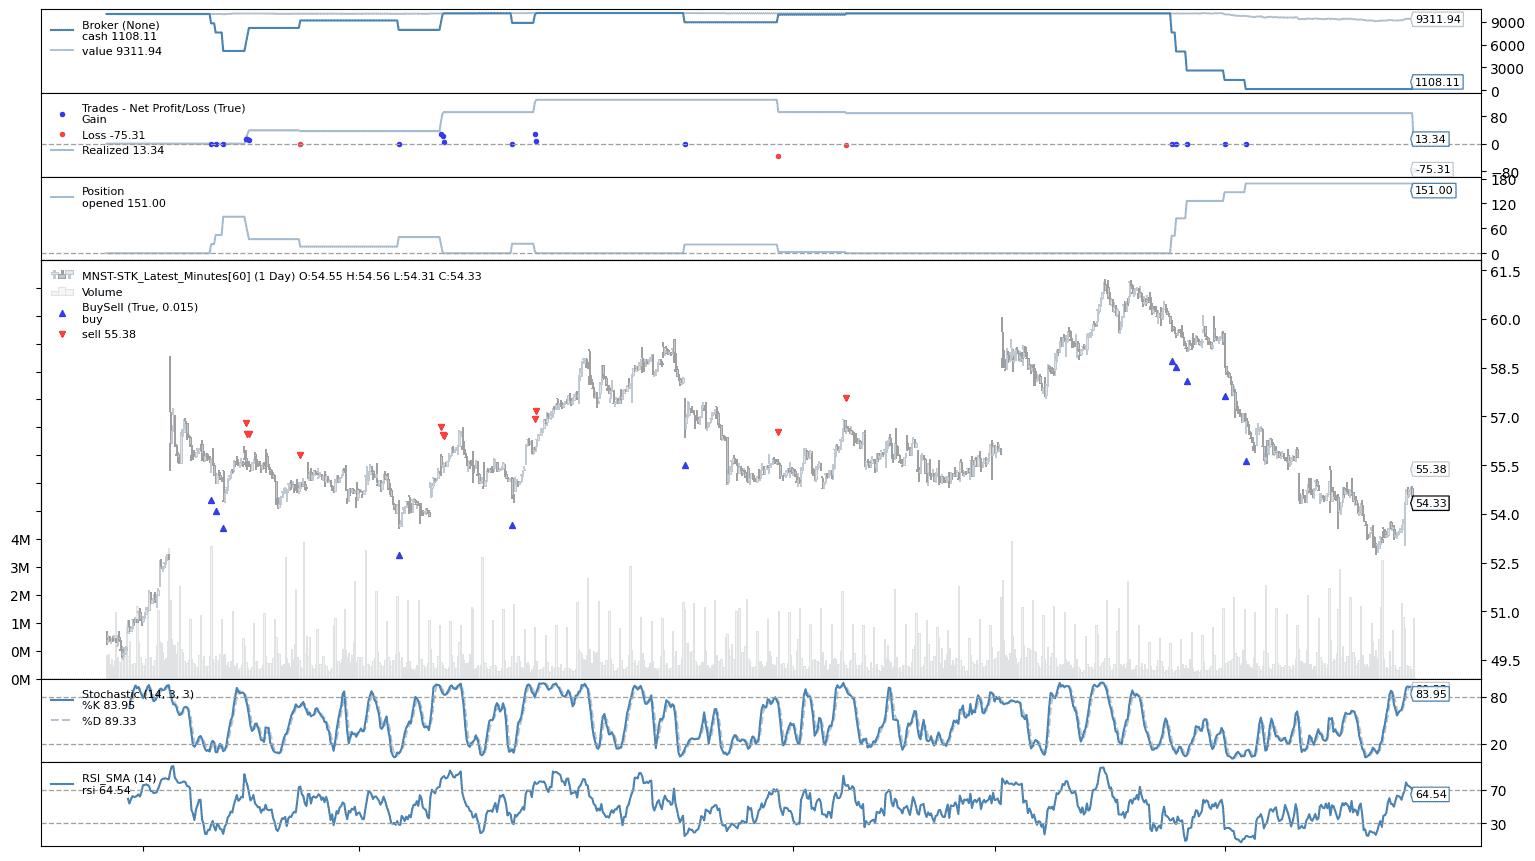 Broker (None)
cash 1108.11
value 9311.94
9311.94
1108.11
9000
6000
3000
0
Trades - Net Profit/Loss (True)
Gain
Loss -75.31
Realized 13.34
13.34
-75.31
80
0
−80
Position
opened 151.00
151.00
180
120
60
0
MNST-STK_Latest_Minutes[60] (1 Day) O:54.55 H:54.56 L:54.31 C:54.33
Volume
BuySell (True, 0.015)
buy
sell 55.38
61.5
60.0
58.5
57.0
55.5
54.0
52.5
51.0
49.5
55.38
54.33
4M
3M
2M
1M
0M
0M
Stochastic (14, 3, 3)
%K 83.95
%D 89.33
83.95
80
20
RSI_SMA (14)
rsi 64.54
64.54
70
30